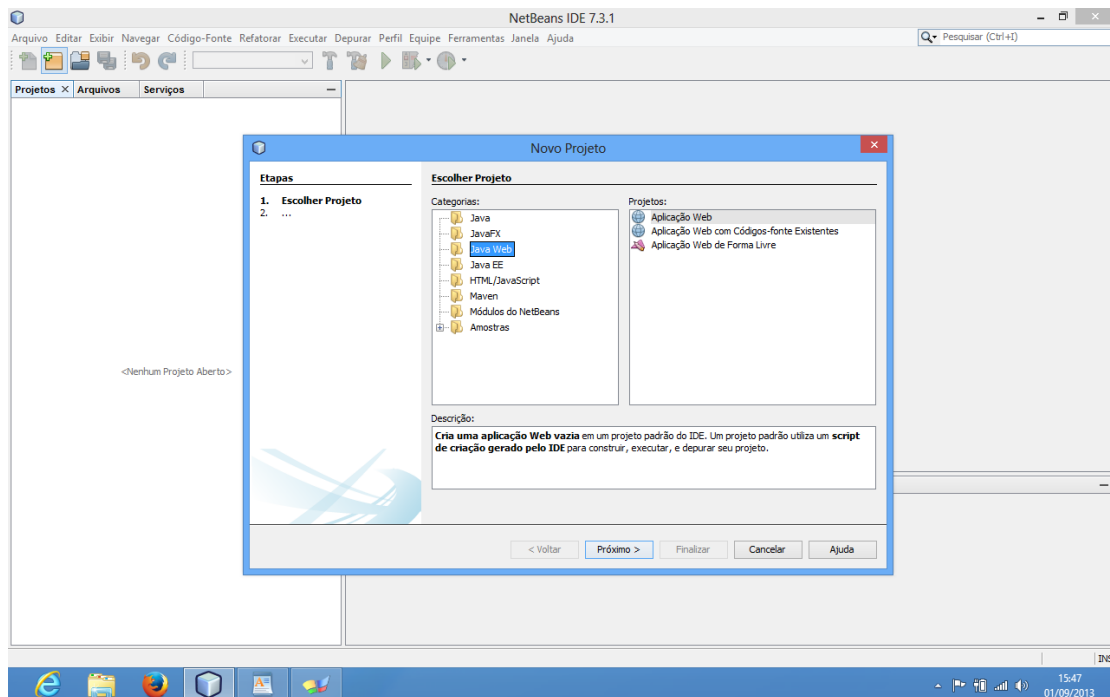 NetBeans IDE 7.3.1
Arquivo Editar Exibir Navegar Código-Fonte Refatorar Executar Depurar Perfil Equipe Ferramentas Janela Ajuda
Pesquisar (Ctrl+I)
Projetos Arquivos Serviços
Novo Projeto
Etapas
1. Escolher Projeto
2. ...
Escolher Projeto
Categorias:
Java
JavaFX
Java Web
Java EE
HTML/JavaScript
Maven
Módulos do NetBeans
Amostras
Projetos:
Aplicação Web
Aplicação Web com Códigos-fonte Existentes
Aplicação Web de Forma Livre
<Nenhum Projeto Aberto>
Descrição:
Cria uma aplicação Web vazia em um projeto padrão do IDE. Um projeto padrão utiliza um script
de criação gerado pelo IDE para construir, executar, e depurar seu projeto.
< Voltar
Próximo >
Finalizar
Cancelar
Ajuda
INS
15:47
01/09/2013